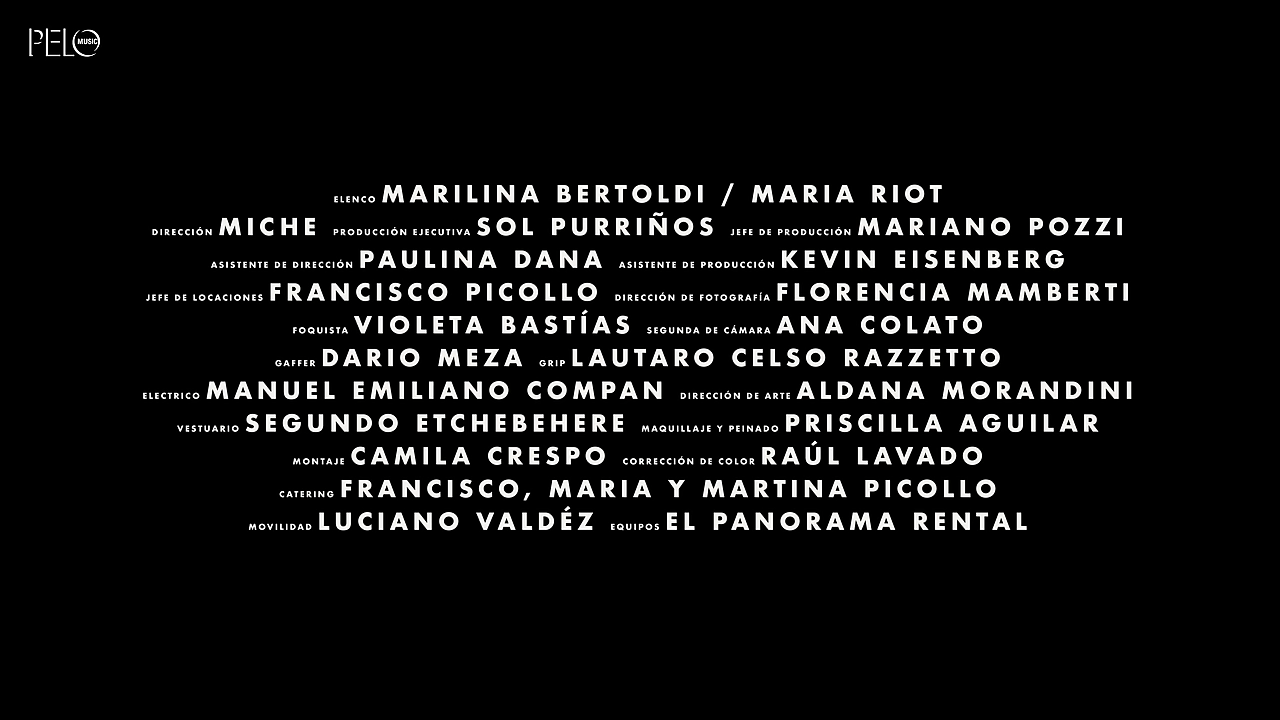 PELO MUSIC
ELENCO MARILINA BERTOLDI / MARIA RIOT
DIRECCIÓN MICHE PRODUCCIÓN EJECUTIVA SOL PURRIÑOS JEFE DE PRODUCCIÓN MARIANO POZZI
ASISTENTE DE DIRECCIÓN PAULINA DANA ASISTENTE DE PRODUCCIÓN KEVIN EISENBERG
JEFE DE LOCACIONES FRANCISCO PICOLLO DIRECCIÓN DE FOTOGRAFÍA FLORENCIA MAMBERTI
FOQUISTA VIOLETA BASTÍAS SEGUNDA DE CÁMARA ANA COLATO
GAFFER DARIO MEZA GRIP LAUTARO CELSO RAZZETTO
ELECTRICO MANUEL EMILIANO COMPAN DIRECCIÓN DE ARTE ALDANA MORANDINI
VESTUARIO SEGUNDO ETCHEBEHERE MAQUILLAJE Y PEINADO PRISCILLA AGUILAR
MONTAJE CAMILA CRESPO CORRECCIÓN DE COLOR RAÚL LAVADO
CATERING FRANCISCO, MARIA Y MARTINA PICOLLO
MOVILIDAD LUCIANO VALDÉZ EQUIPOS EL PANORAMA RENTAL